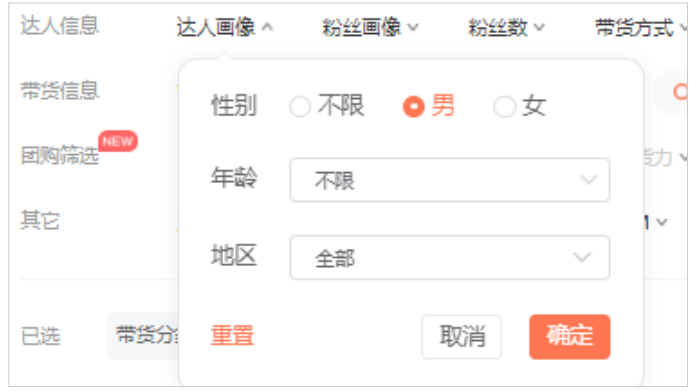 达人信息 达人画像 粉丝画像 粉丝数 带货方式
带货信息
性别 不限 男 女
团购筛选 NEW
年龄 不限
其它
地区 全部
已选 带货分
重置 取消 确定